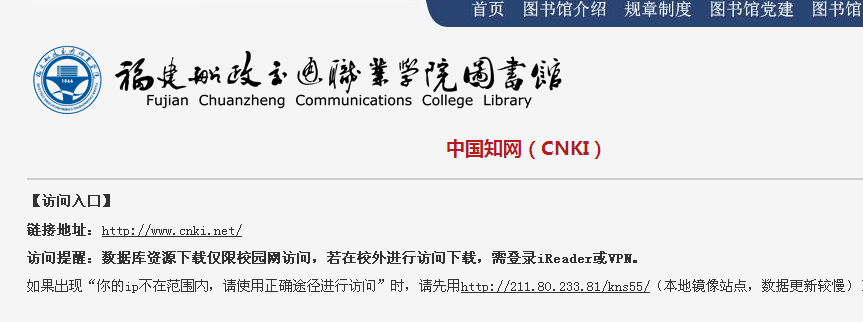 首页 图书馆介绍 规章制度 图书馆党建 图书馆
福建船政交通职业学院图书馆
1866
Fujian Chuanzheng Communications College Library
中国知网（CNKI）
【访问入口】
链接地址：http://www.cnki.net/
访问提醒：数据库资源下载仅限校园网访问，若在校外进行访问下载，需登录iReader或VPN。
如果出现“你的ip不在范围内，请使用正确途径进行访问”时，请先用http://211.80.233.81/kns55/（本地镜像站点，数据更新较慢）